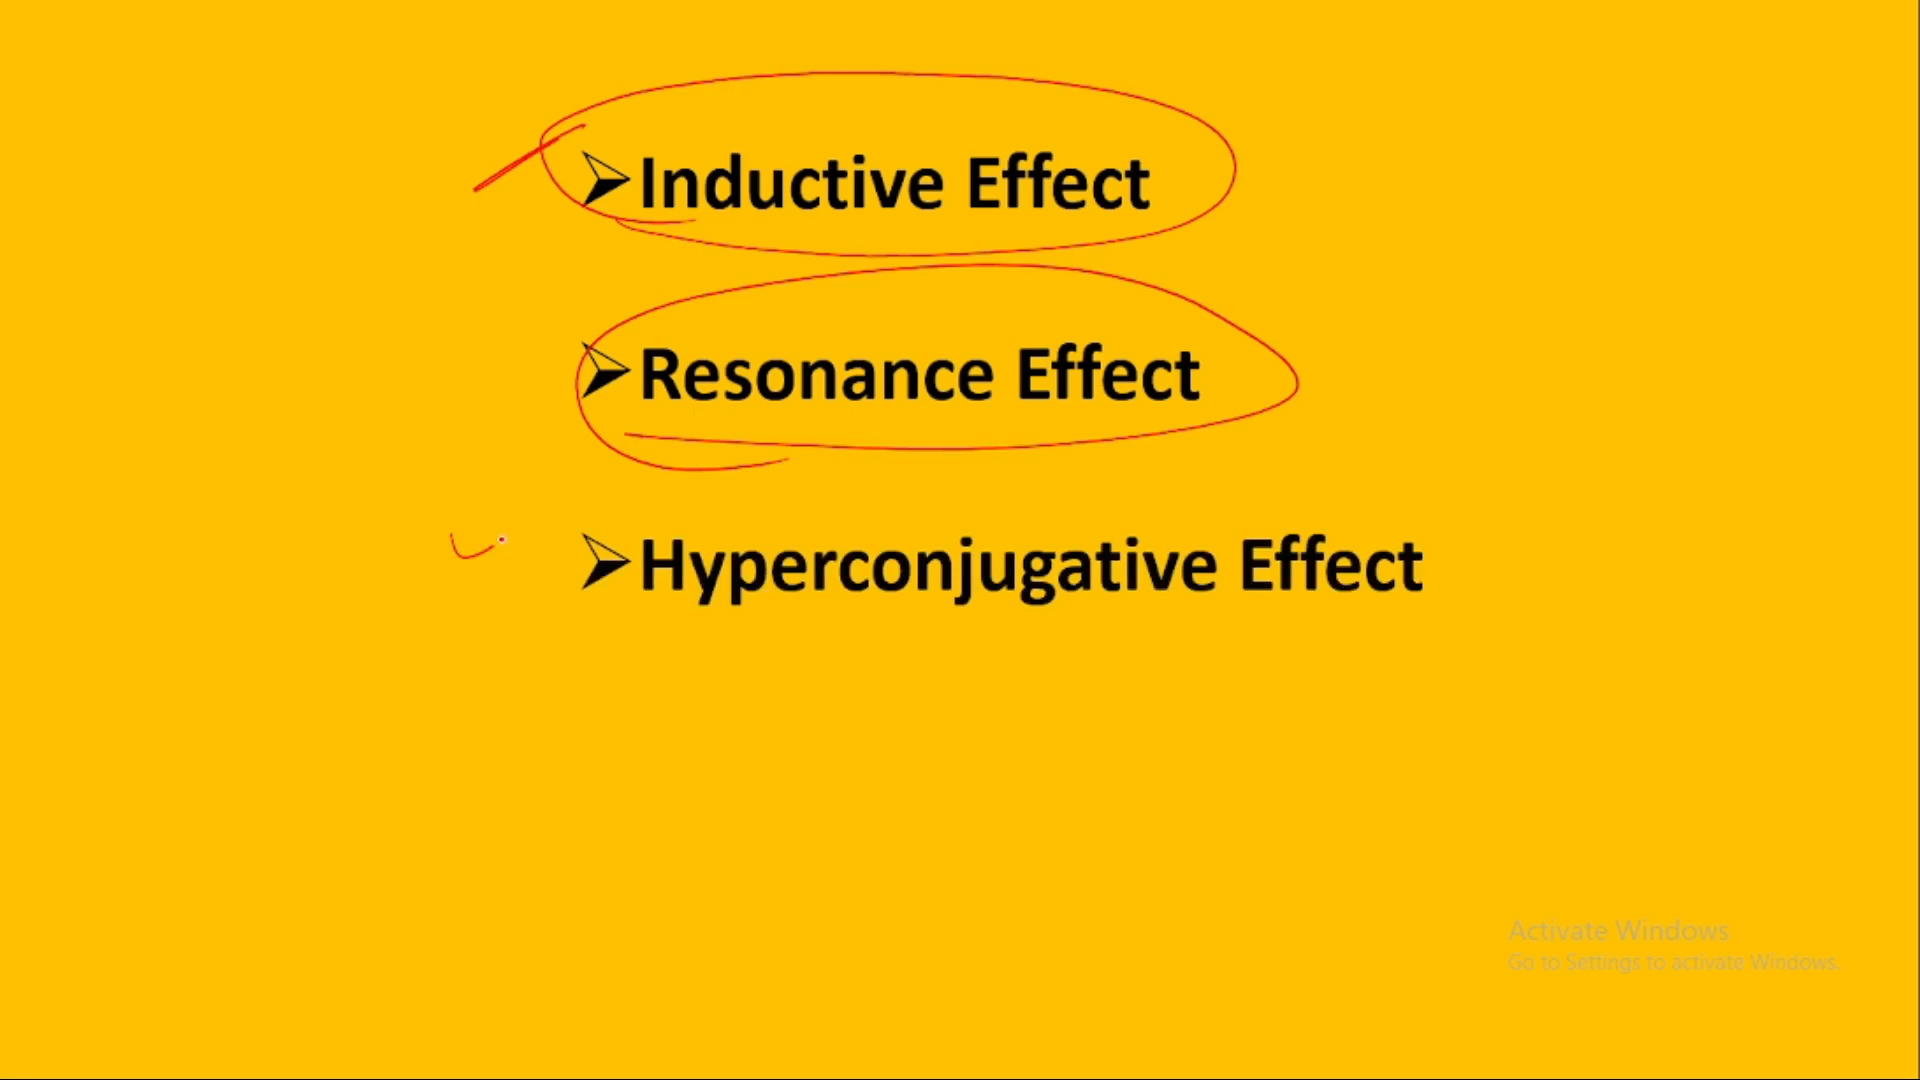 ➢Inductive Effect
➢Resonance Effect
➢Hyperconjugative Effect
Activate Windows
Go to Settings to activate Windows.